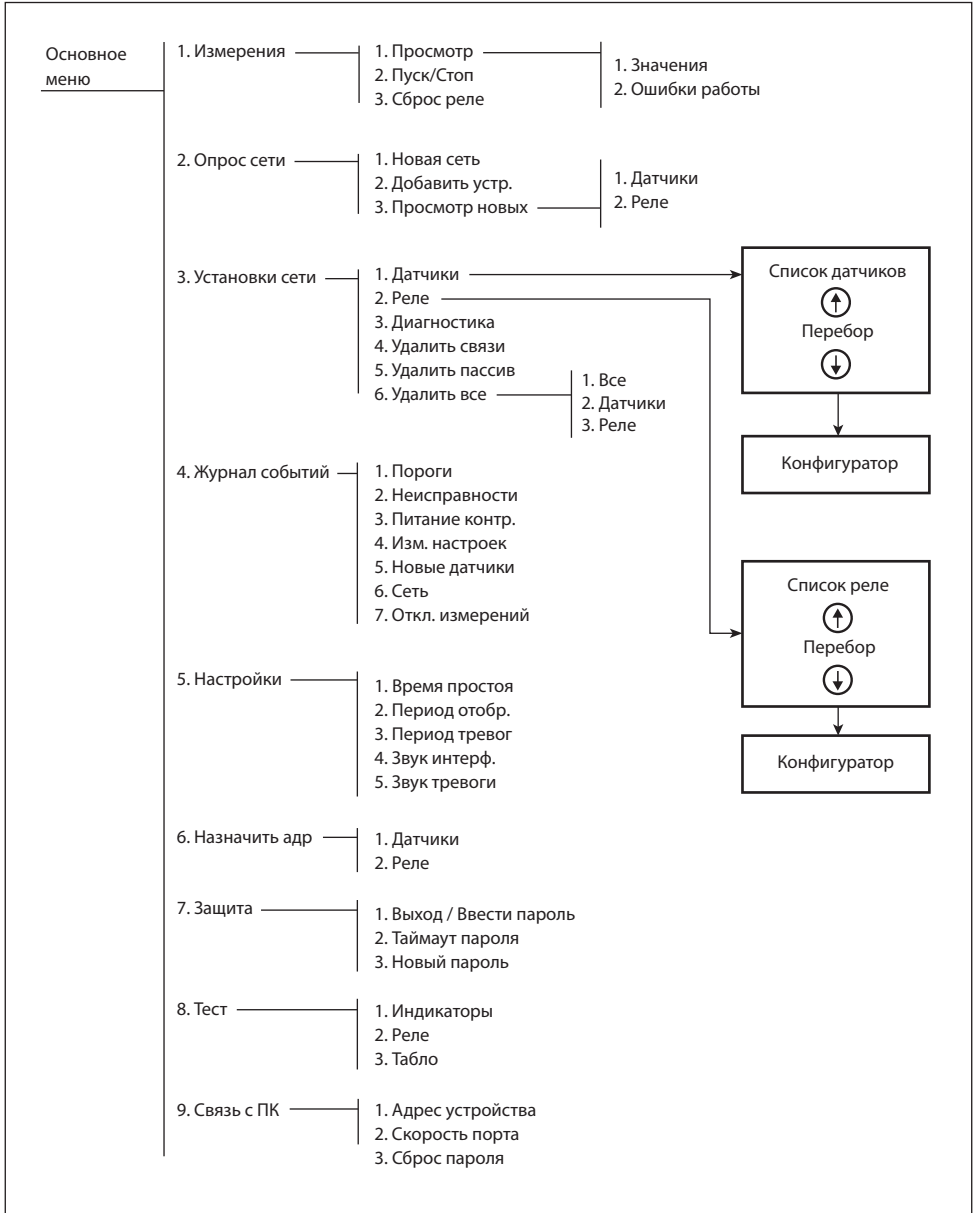 Основное
меню
1. Измерения
1. Просмотр
2. Пуск/Стоп
3. Сброс реле
1. Значения
2. Ошибки работы
2. Опрос сети
1. Новая сеть
2. Добавить устр.
3. Просмотр новых
1. Датчики
2. Реле
3. Установки сети
1. Датчики
2. Реле
3. Диагностика
4. Удалить связи
5. Удалить пассив
6. Удалить все
1. Все
2. Датчики
3. Реле
Список датчиков
Перебор
Конфигуратор
4. Журнал событий
1. Пороги
2. Неисправности
3. Питание контр.
4. Изм. настроек
5. Новые датчики
6. Сеть
7. Откл. измерений
Список реле
Перебор
Конфигуратор
5. Настройки
1. Время простоя
2. Период отобр.
3. Период тревог
4. Звук интерф.
5. Звук тревоги
6. Назначить адр
1. Датчики
2. Реле
7. Защита
1. Выход / Ввести пароль
2. Таймаут пароля
3. Новый пароль
8. Тест
1. Индикаторы
2. Реле
3. Табло
9. Связь с ПК
1. Адрес устройства
2. Скорость порта
3. Сброс пароля